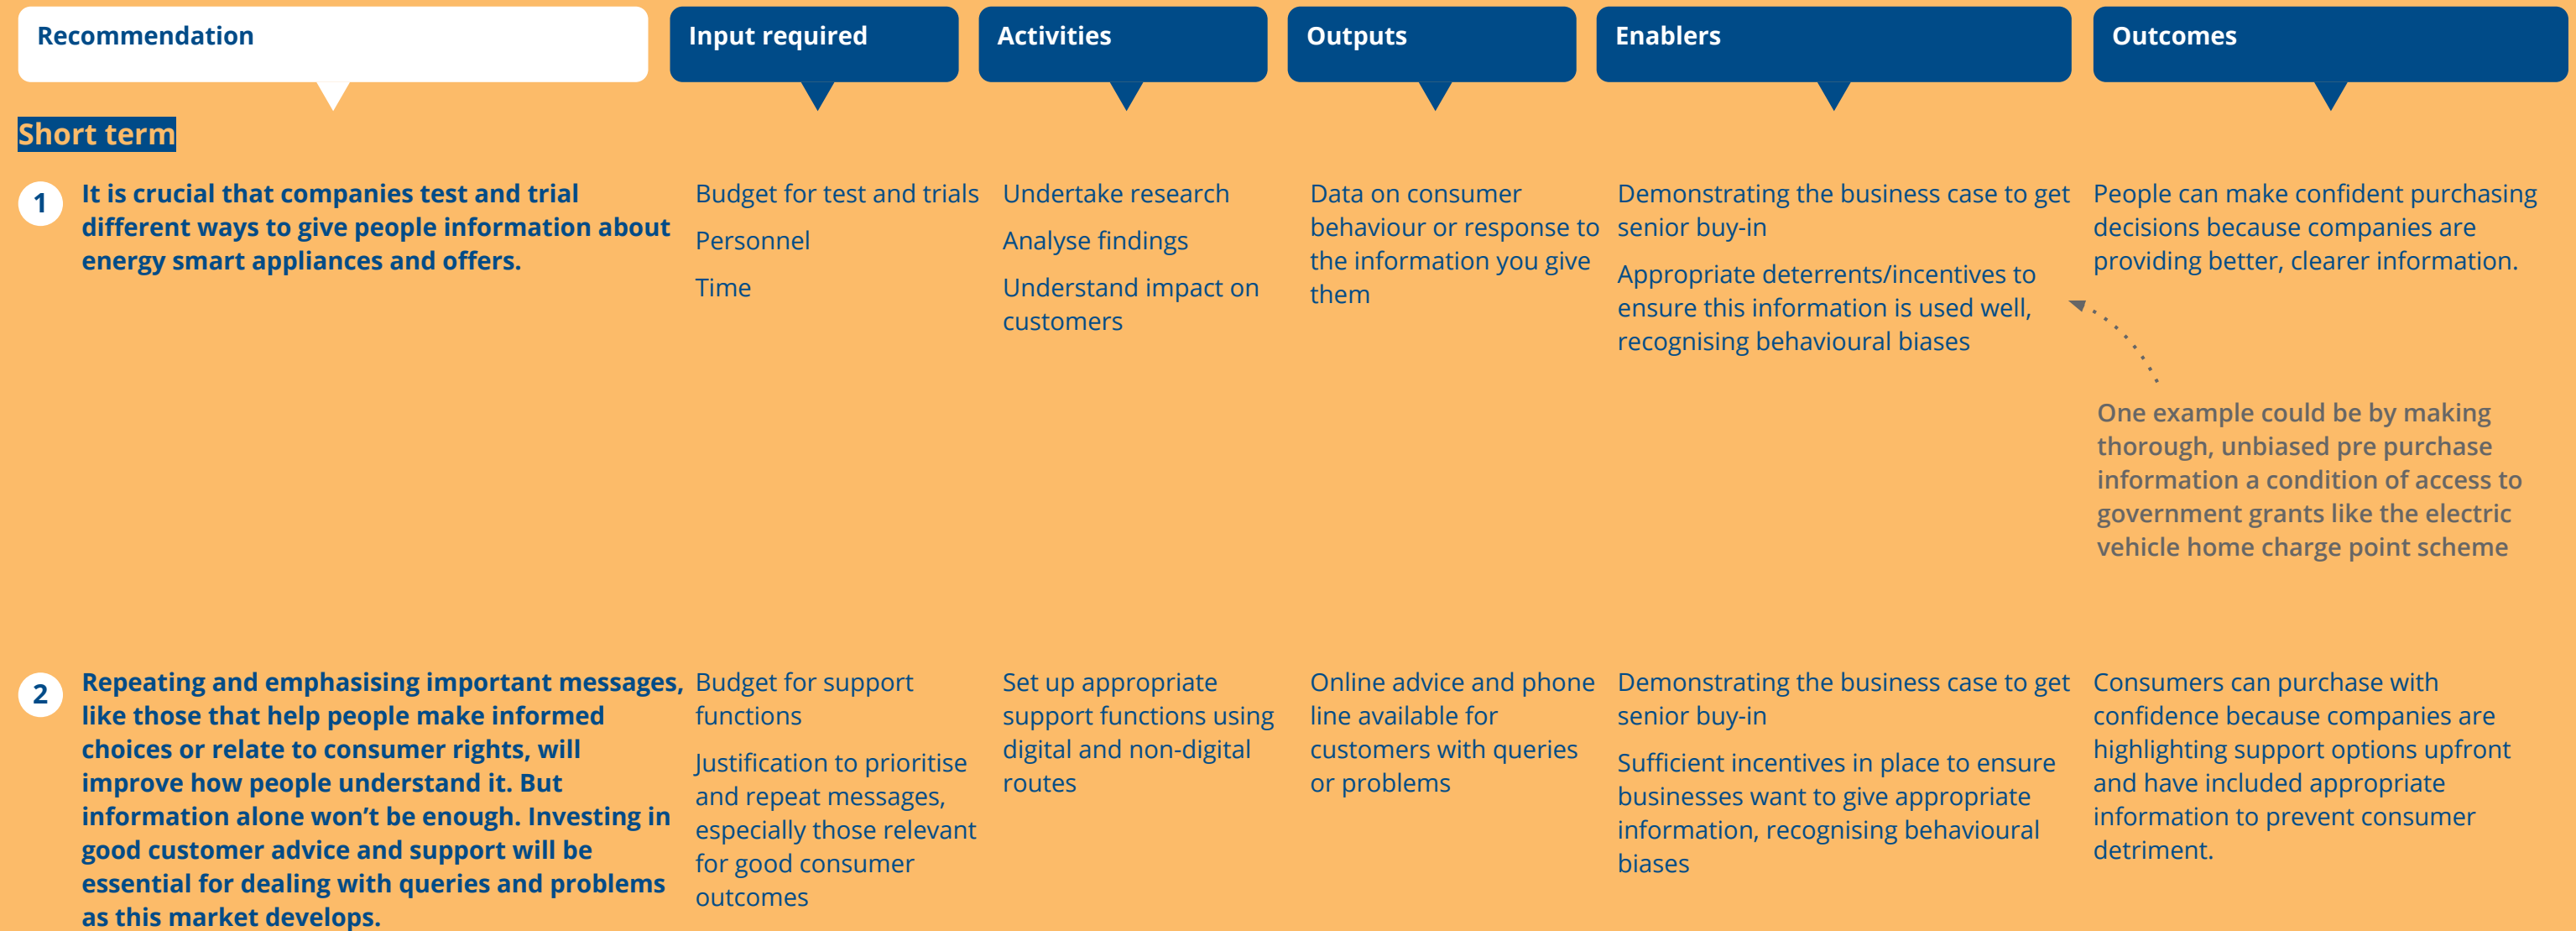 Recommendation
Input required
Activities
Outputs
Enablers
Outcomes
Short term
1
It is crucial that companies test and trial
different ways to give people information about
energy smart appliances and offers.
Budget for test and trials
Personnel
Time
Undertake research
Analyse findings
Understand impact on
customers
Data on consumer
behaviour or response to
the information you give
them
Demonstrating the business case to get
senior buy-in
Appropriate deterrents/incentives to
ensure this information is used well,
recognising behavioural biases
People can make confident purchasing
decisions because companies are
providing better, clearer information.
One example could be by making
thorough, unbiased pre purchase
information a condition of access to
government grants like the electric
vehicle home charge point scheme
2
Repeating and emphasising important messages,
like those that help people make informed
choices or relate to consumer rights, will
improve how people understand it. But
information alone won’t be enough. Investing in
good customer advice and support will be
essential for dealing with queries and problems
as this market develops.
Budget for support
functions
Justification to prioritise
and repeat messages,
especially those relevant
for good consumer
outcomes
Set up appropriate
support functions using
digital and non-digital
routes
Online advice and phone
line available for
customers with queries
or problems
Demonstrating the business case to get
senior buy-in
Sufficient incentives in place to ensure
businesses want to give appropriate
information, recognising behavioural
biases
Consumers can purchase with
confidence because companies are
highlighting support options upfront
and have included appropriate
information to prevent consumer
detriment.